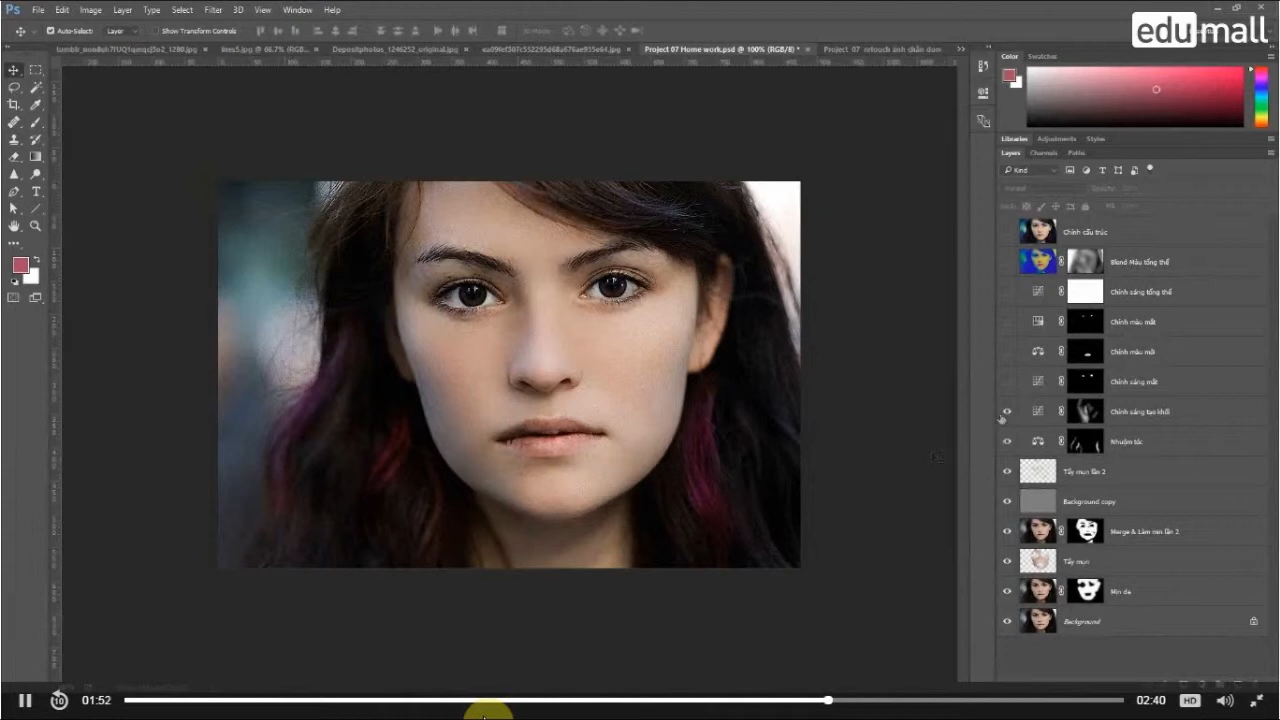 Ps File Edit Image Layer Type Select Filter 3D View Window Help
edumall
Auto-Select: Layer Show Transform Controls
Project 07 Home work.psd @ 100% (RGB/8) *
Color Swatches
Libraries Adjustments Styles
Layers Channels Paths
Kind
Chỉnh cấu trúc
Blend Màu tổng thể
Chỉnh sáng tổng thể
Chỉnh màu mắt
Chỉnh màu môi
Chỉnh sáng mắt
Chỉnh sáng tạo khối
Nhuộm tóc
Tẩy mụn lần 2
Background copy
Merge & Làm mịn lần 2
Tẩy mụn
Mịn da
Background
10 01:52 02:40 HD